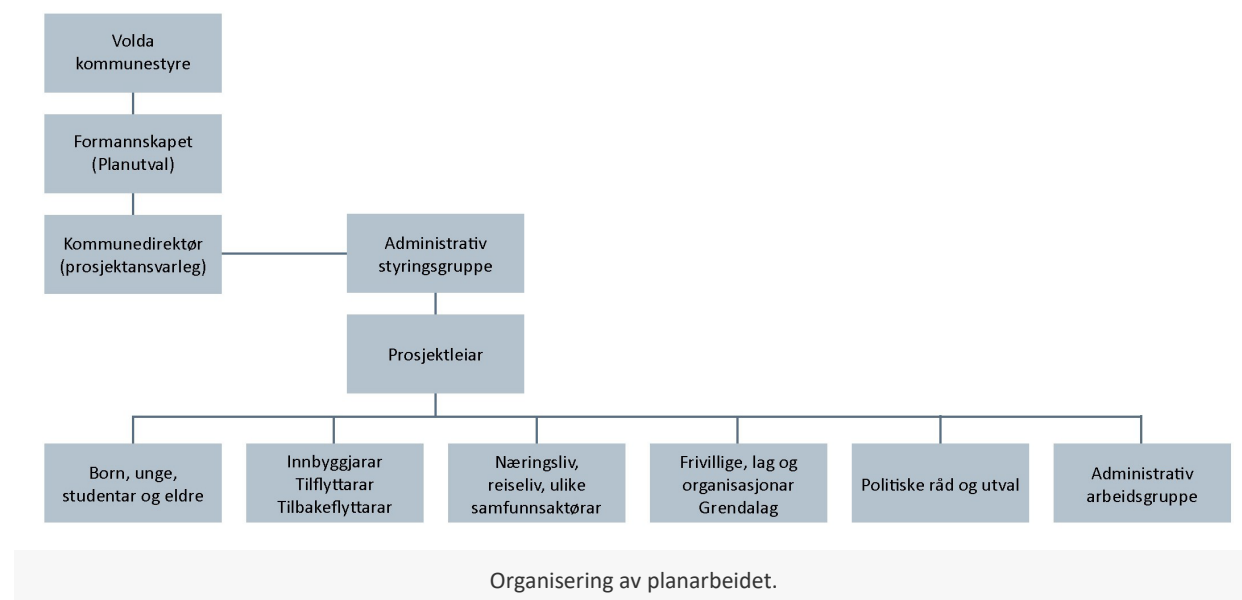 Volda
kommunestyre
Formannskapet
(Planutval)
Kommunedirektør
(prosjektansvarleg)
Administrativ
styringsgruppe
Prosjektleiar
Born, unge,
studentar og eldre
Innbyggjarar
Tilflyttarar
Tilbakeflyttarar
Næringsliv,
reiseliv, ulike
samfunnsaktørar
Frivillige, lag og
organisasjonar
Grendalag
Politiske råd og utval
Administrativ
arbeidsgruppe
Organisering av planarbeidet.